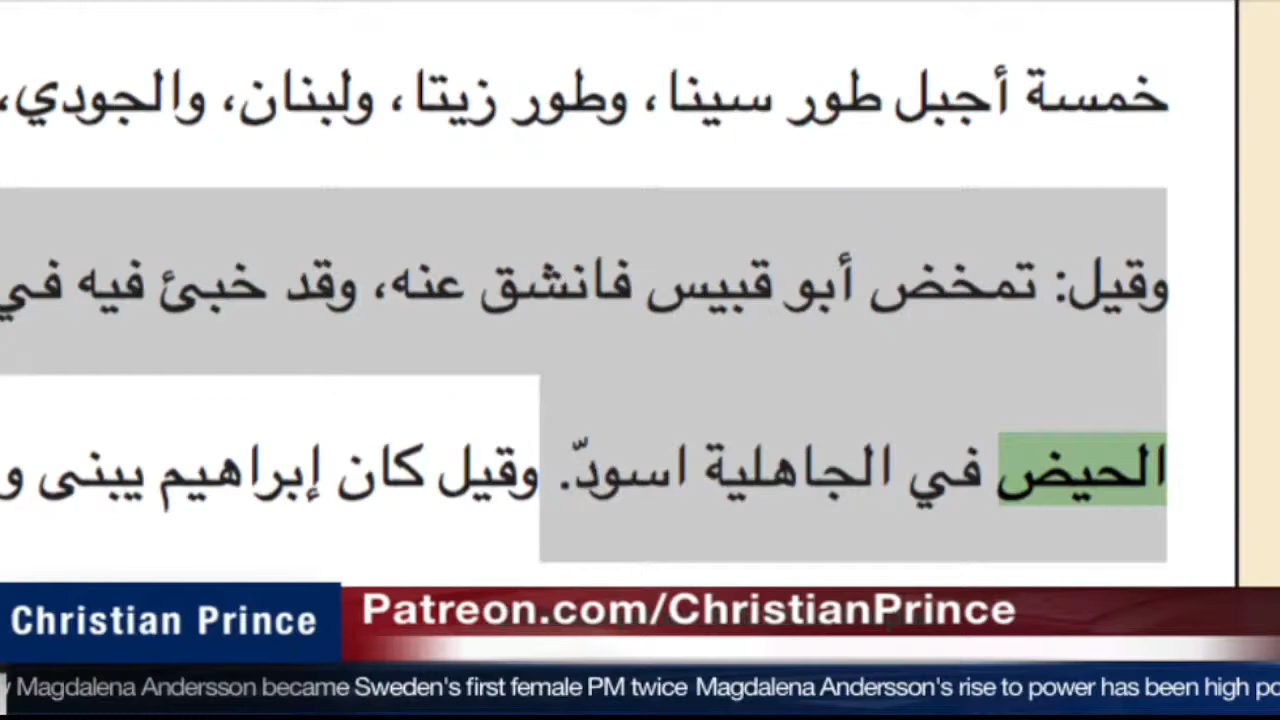 خمسة أجبل طور سينا، وطور زيتا، ولبنان، والجودي،
وقيل: تمخض أبو قبيس فانشق عنه، وقد خبئ فيه في
الحيض في الجاهلية اسودّ. وقيل كان إبراهيم يبنى و
Christian Prince
Patreon.com/ChristianPrince
Magdalena Andersson became Sweden's first female PM twice Magdalena Andersson's rise to power has been high